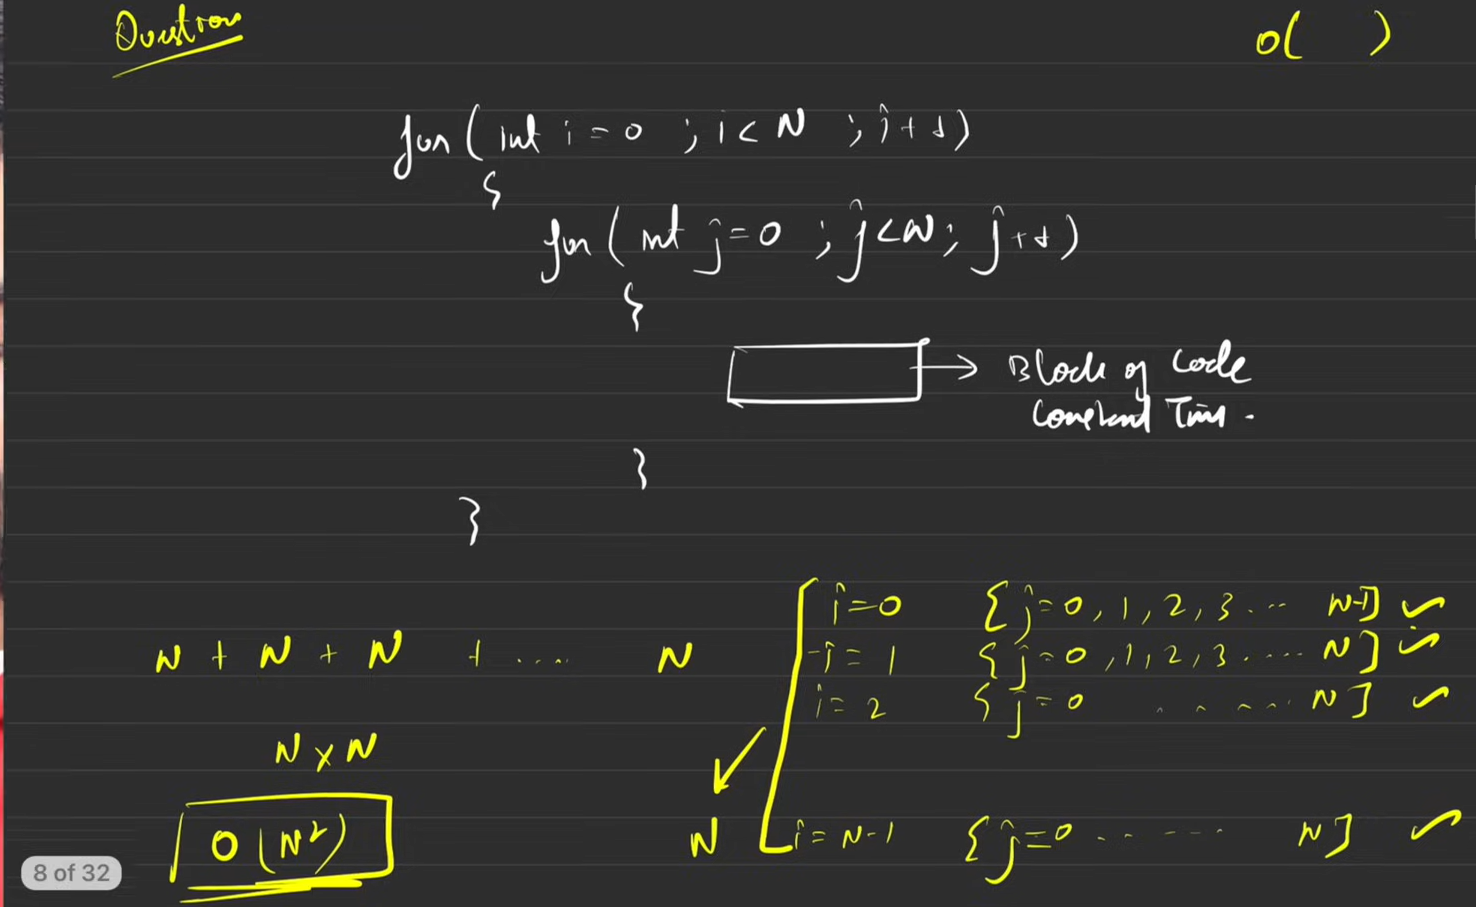 Question
O(      )
for (int i = 0 ; i < N ; i++)
{
for (int j = 0 ; j < N ; j++)
{
→ Block of Code
Constant Time.
}
}
i = 0 { j = 0, 1, 2, 3 ... N-1] ✓
i = 1 { j = 0, 1, 2, 3 .... N] ✓
i = 2 { j = 0 ...... N] ✓
N + N + N + .... N
N x N
N
i = N-1 { j = 0 ...... N] ✓
O(N²)
8 of 32